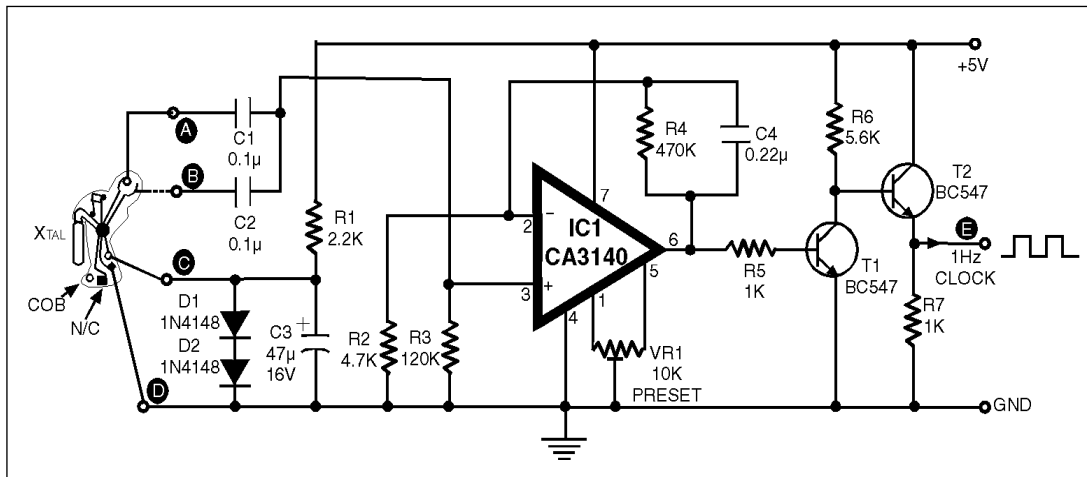 +5V
A
C1
0.1µ
B
C2
0.1µ
XTAL
C
COB
N/C
D
D1
1N4148
D2
1N4148
C3
+
47µ
16V
R1
2.2K
R2
4.7K
R3
120K
R4
470K
C4
0.22µ
IC1
CA3140
−
+
2
3
7
6
5
1
4
VR1
10K
PRESET
R5
1K
R6
5.6K
T1
BC547
T2
BC547
E
1Hz
CLOCK
R7
1K
GND